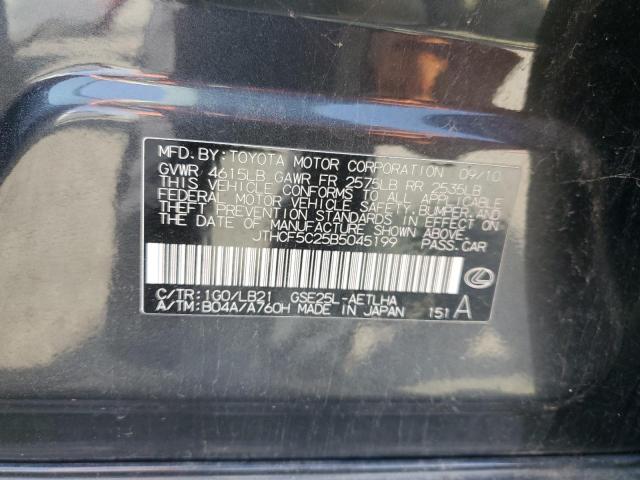 MFD. BY: TOYOTA MOTOR CORPORATION 09/10
GVWR 4615LB GAWR FR 2575LB RR 2535LB
THIS VEHICLE CONFORMS TO ALL APPLICABLE
FEDERAL MOTOR VEHICLE SAFETY, BUMPER, AND
THEFT PREVENTION STANDARDS IN EFFECT ON
THE DATE OF MANUFACTURE SHOWN ABOVE.
JTHCF5C25B5045199 PASS.CAR
C/TR:1G0/LB21 GSE25L-AETLHA
A/TM:B04A/A760H MADE IN JAPAN 151 A